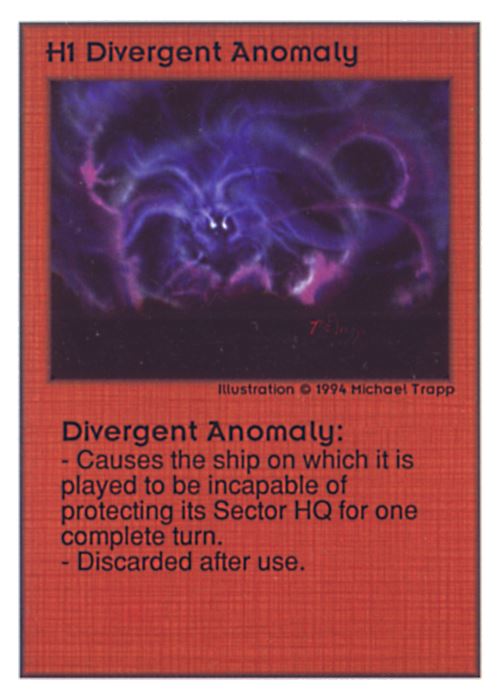 H1 Divergent Anomaly
Illustration © 1994 Michael Trapp
Divergent Anomaly:
- Causes the ship on which it is
played to be incapable of
protecting its Sector HQ for one
complete turn.
- Discarded after use.